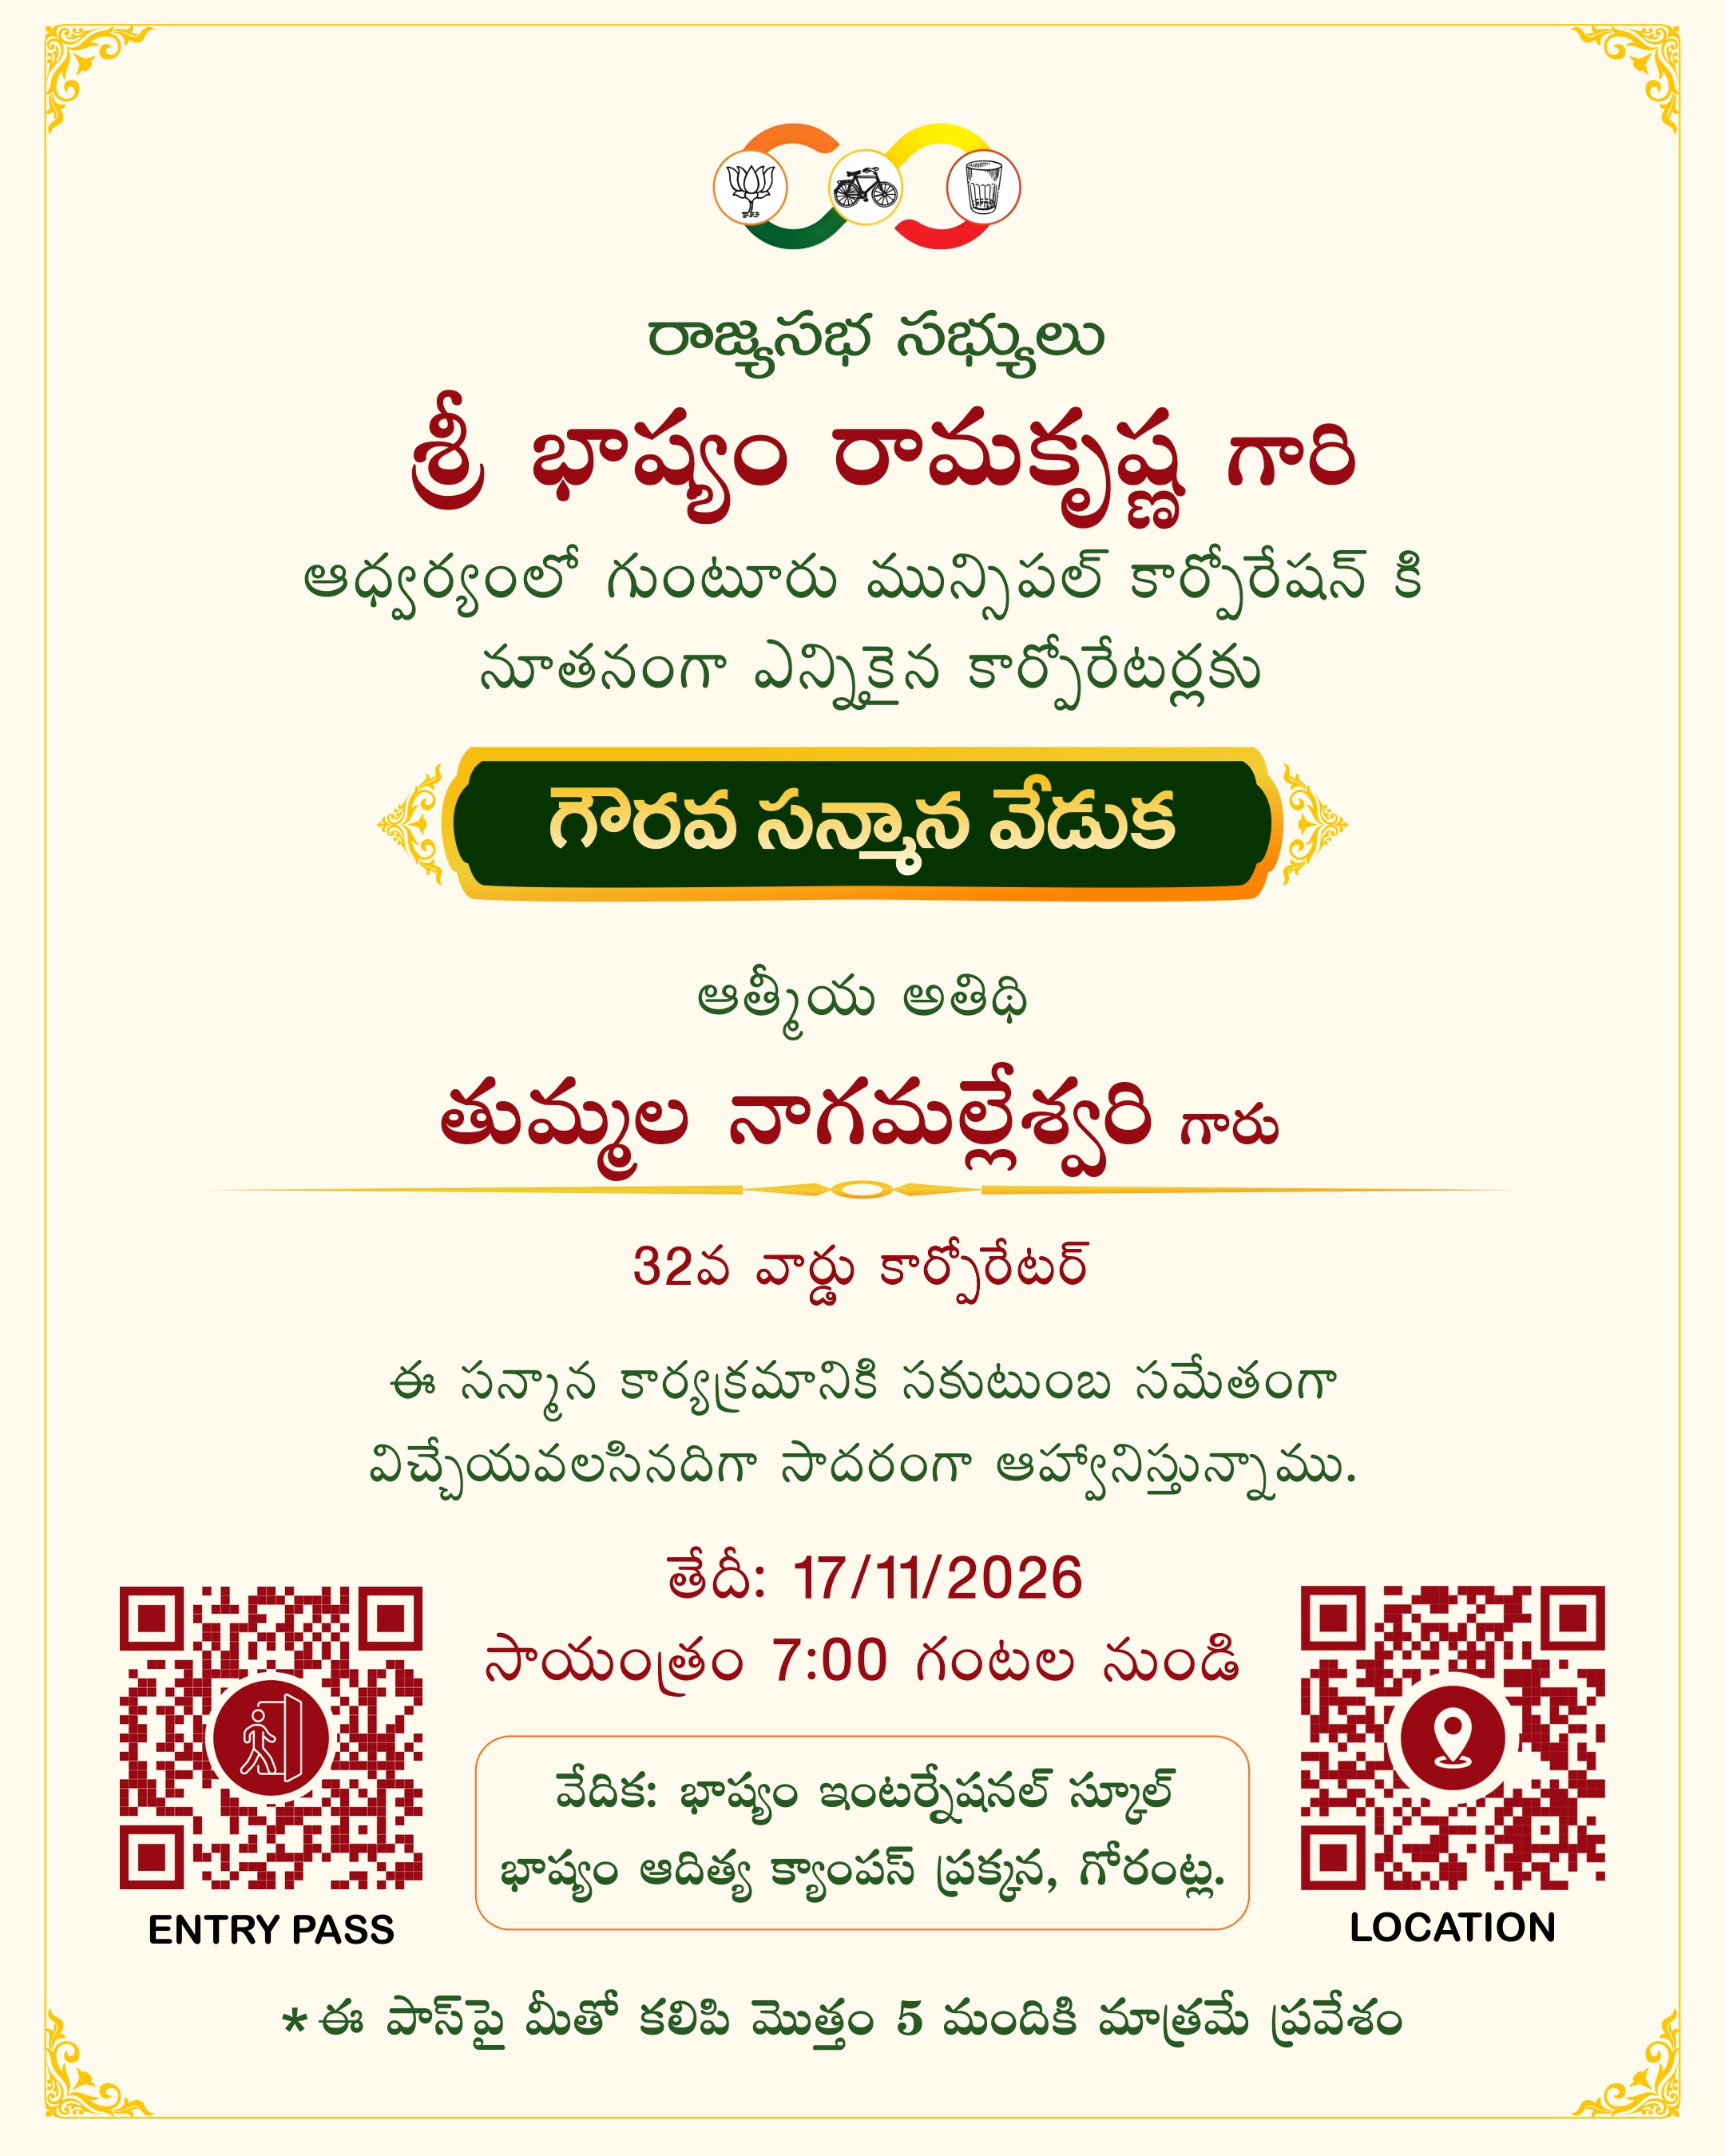 రాజ్యసభ సభ్యులు
శ్రీ భాష్యం రామకృష్ణ గారి
ఆధ్వర్యంలో గుంటూరు మున్సిపల్ కార్పోరేషన్ కి
నూతనంగా ఎన్నికైన కార్పోరేటర్లకు
గౌరవ సన్మాన వేడుక
ఆత్మీయ అతిథి
తుమ్మల నాగమల్లేశ్వరి గారు
32వ వార్డు కార్పోరేటర్
ఈ సన్మాన కార్యక్రమానికి సకుటుంబ సమేతంగా
విచ్చేయవలసినదిగా సాదరంగా ఆహ్వానిస్తున్నాము.
తేదీ: 17/11/2026
సాయంత్రం 7:00 గంటల నుండి
వేదిక: భాష్యం ఇంటర్నేషనల్ స్కూల్
భాష్యం ఆదిత్య క్యాంపస్ ప్రక్కన, గోరంట్ల.
ENTRY PASS
LOCATION
*ఈ పాస్‌పై మీతో కలిపి మొత్తం 5 మందికి మాత్రమే ప్రవేశం